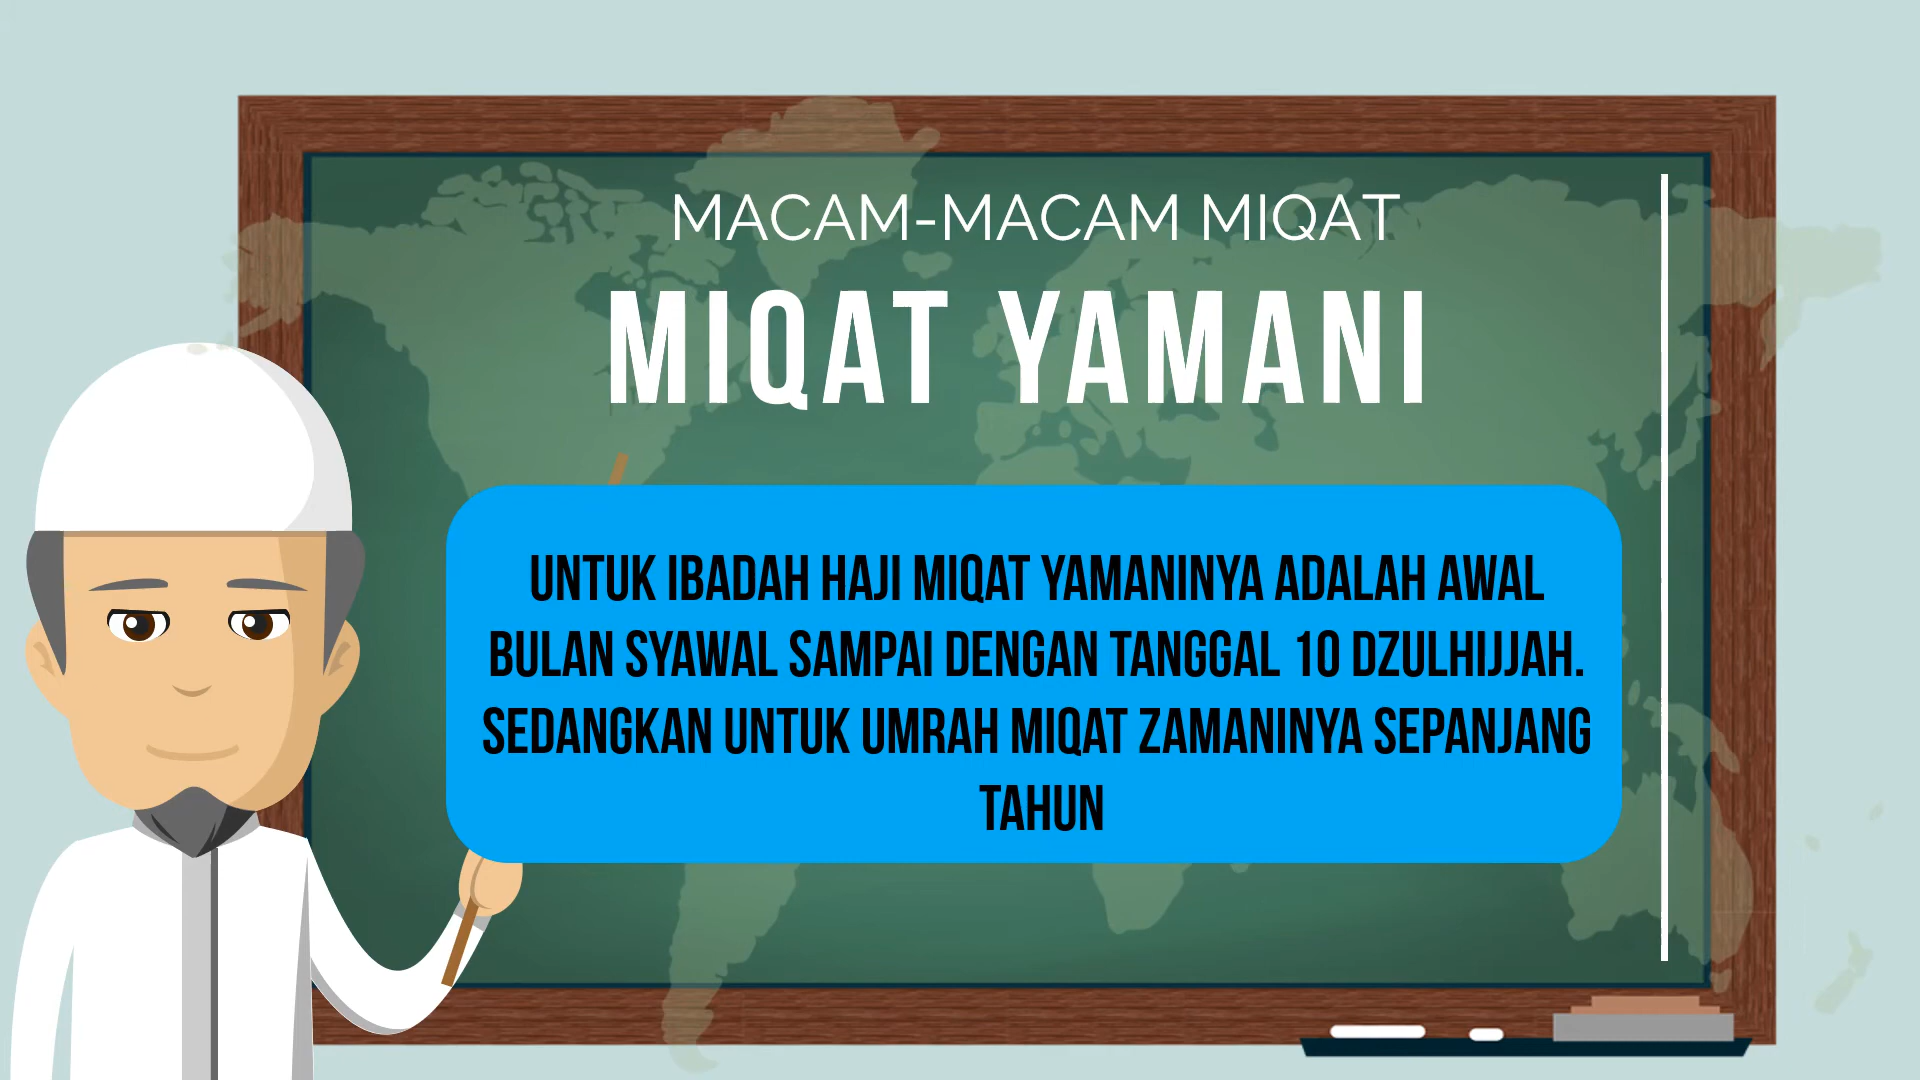 MACAM-MACAM MIQAT
MIQAT YAMANI
UNTUK IBADAH HAJI MIQAT YAMANINYA ADALAH AWAL
BULAN SYAWAL SAMPAI DENGAN TANGGAL 10 DZULHIJJAH.
SEDANGKAN UNTUK UMRAH MIQAT ZAMANINYA SEPANJANG
TAHUN